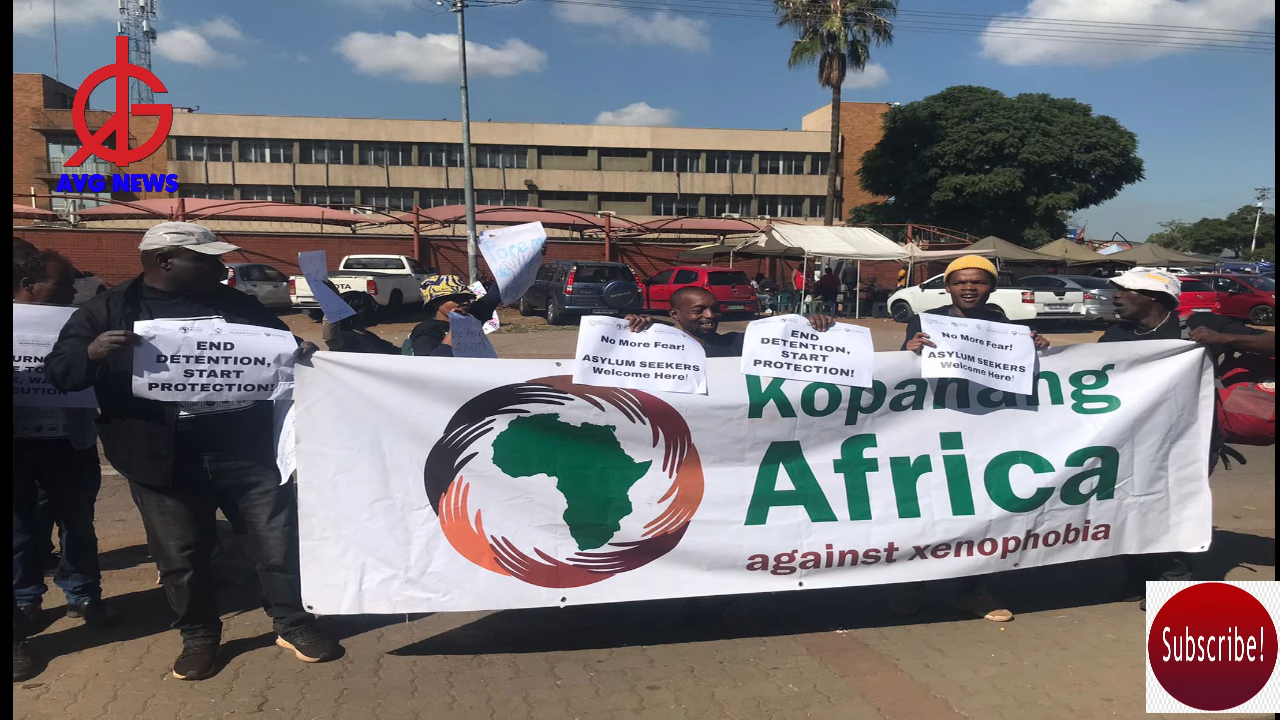 AVG NEWS
END
DETENTION,
START
PROTECTION!
No More Fear!
ASYLUM SEEKERS
Welcome Here!
END
DETENTION,
START
PROTECTION!
No More Fear!
ASYLUM SEEKERS
Welcome Here!
Kopanang
Africa
against xenophobia
Subscribe!